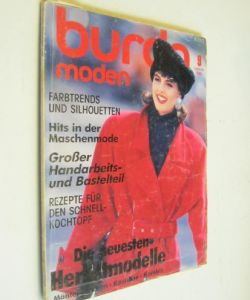 burda
moden
9
FARBTRENDS
UND SILHOUETTEN
Hits in der
Maschenmode
Großer
Handarbeits-
und Bastelteil
REZEPTE FÜR
DEN SCHNELL-
KOCHTOPF
Die neuesten
Herbstmodelle